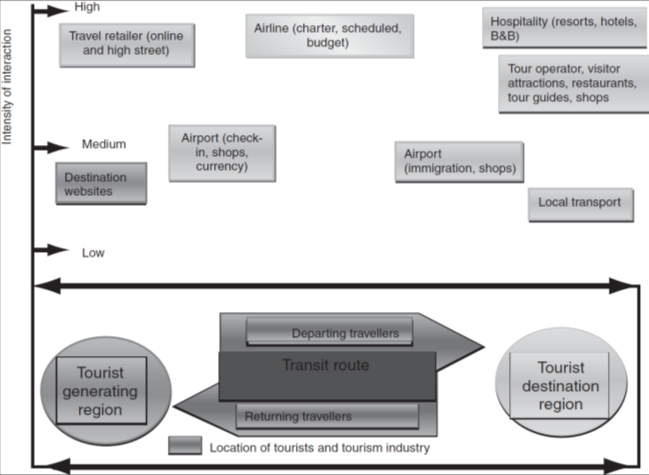 High
Travel retailer (online
and high street)
Airline (charter, scheduled,
budget)
Hospitality (resorts, hotels,
B&B)
Tour operator, visitor
attractions, restaurants,
tour guides, shops
Intensity of interaction
Medium
Airport (check-
in, shops,
currency)
Airport
(immigration, shops)
Destination
websites
Local transport
Low
Departing travellers
Transit route
Tourist
generating
region
Tourist
destination
region
Returning travellers
Location of tourists and tourism industry